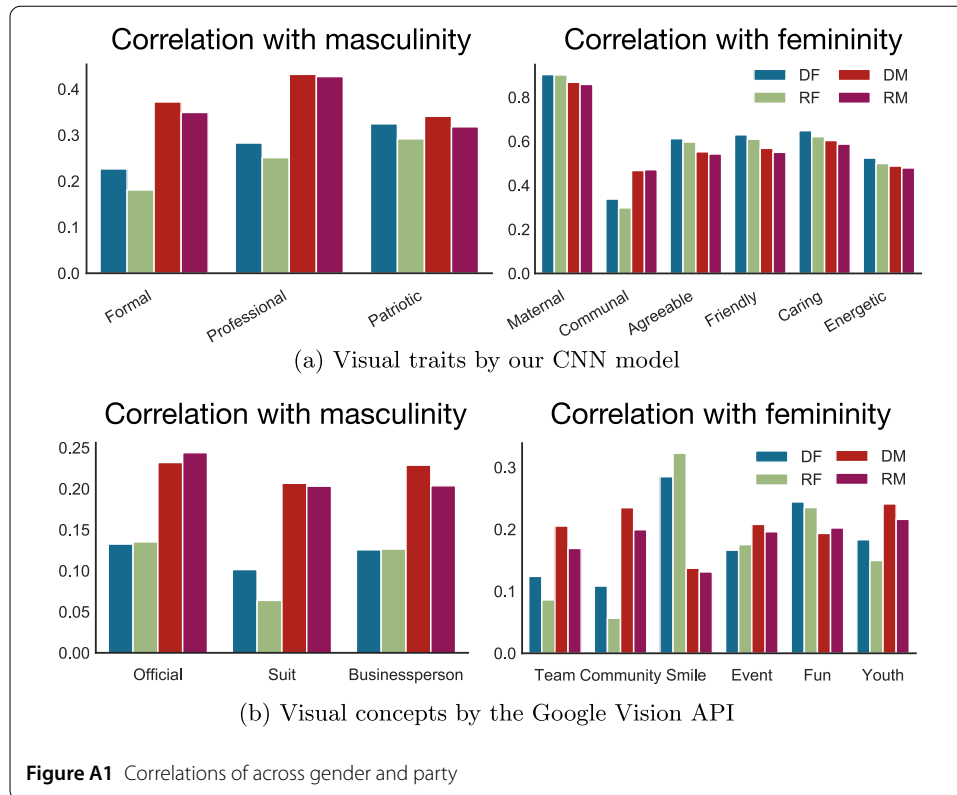 Correlation with masculinity
0.4
0.3
0.2
0.1
0.0
Formal
Professional
Patriotic
Correlation with femininity
DF DM
RF RM
0.8
0.6
0.4
0.2
0.0
Maternal
Communal
Agreeable
Friendly
Caring
Energetic
(a) Visual traits by our CNN model
Correlation with masculinity
0.25
0.20
0.15
0.10
0.05
0.00
Official Suit Businessperson
Correlation with femininity
DF DM
RF RM
0.3
0.2
0.1
0.0
Team Community Smile Event Fun Youth
(b) Visual concepts by the Google Vision API
Figure A1 Correlations of across gender and party